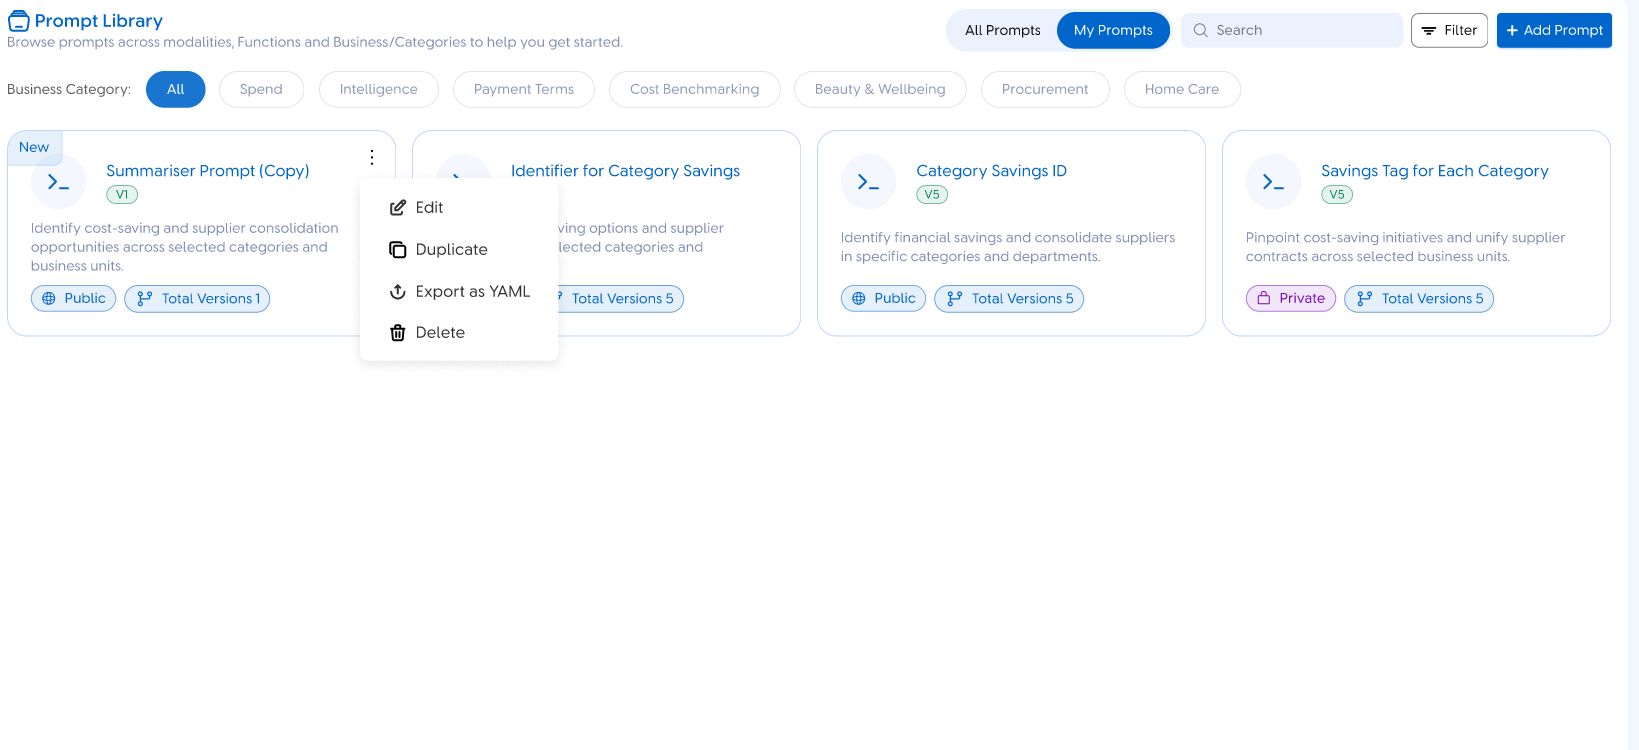 Prompt Library
Browse prompts across modalities, Functions and Business/Categories to help you get started.
All Prompts
My Prompts
Search
Filter
+ Add Prompt
Business Category:
All
Spend
Intelligence
Payment Terms
Cost Benchmarking
Beauty & Wellbeing
Procurement
Home Care
New
Summariser Prompt (Copy)
V1
Identify cost-saving and supplier consolidation
opportunities across selected categories and
business units.
Public
Total Versions 1
Edit
Duplicate
Export as YAML
Delete
Identifier for Category Savings
options and supplier
categories and
Total Versions 5
Category Savings ID
V5
Identify financial savings and consolidate suppliers
in specific categories and departments.
Public
Total Versions 5
Savings Tag for Each Category
V5
Pinpoint cost-saving initiatives and unify supplier
contracts across selected business units.
Private
Total Versions 5